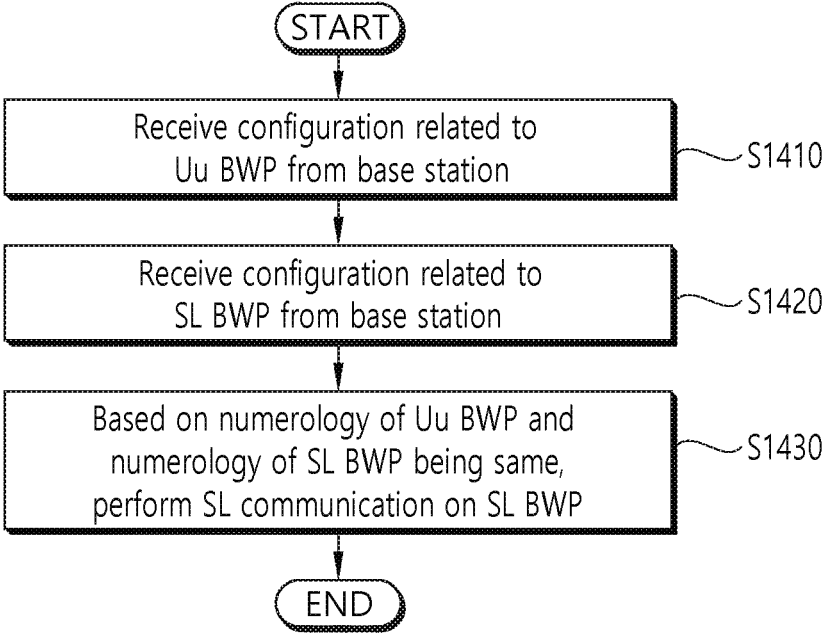 START
Receive configuration related to
Uu BWP from base station
S1410
Receive configuration related to
SL BWP from base station
S1420
Based on numerology of Uu BWP and
numerology of SL BWP being same,
perform SL communication on SL BWP
S1430
END